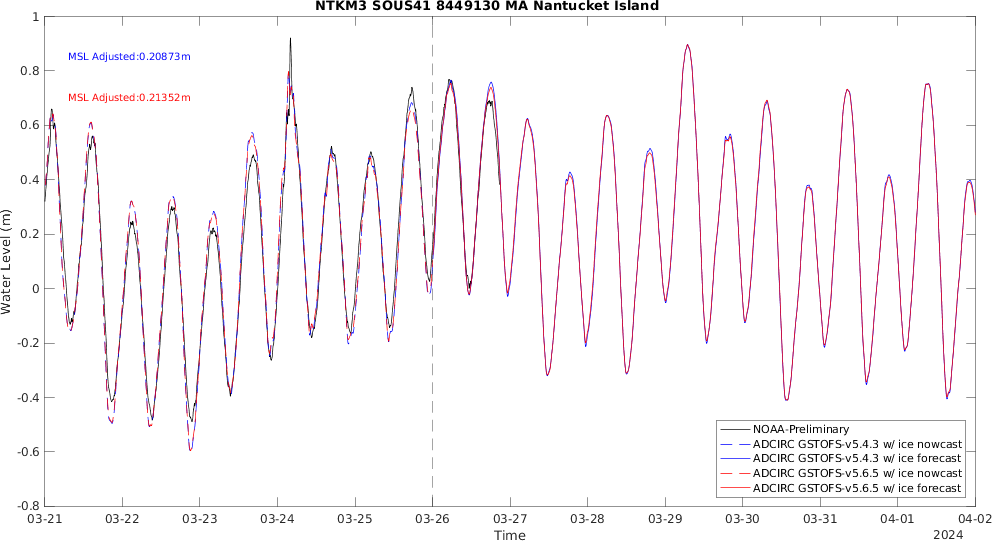 NTKM3 SOUS41 8449130 MA Nantucket Island
1
0.8
0.6
0.4
0.2
0
-0.2
-0.4
-0.6
-0.8
Water Level (m)
MSL Adjusted:0.20873m
MSL Adjusted:0.21352m
NOAA-Preliminary
ADCIRC GSTOFS-v5.4.3 w/ ice nowcast
ADCIRC GSTOFS-v5.4.3 w/ ice forecast
ADCIRC GSTOFS-v5.6.5 w/ ice nowcast
ADCIRC GSTOFS-v5.6.5 w/ ice forecast
03-21 03-22 03-23 03-24 03-25 03-26 03-27 03-28 03-29 03-30 03-31 04-01 04-02
Time
2024